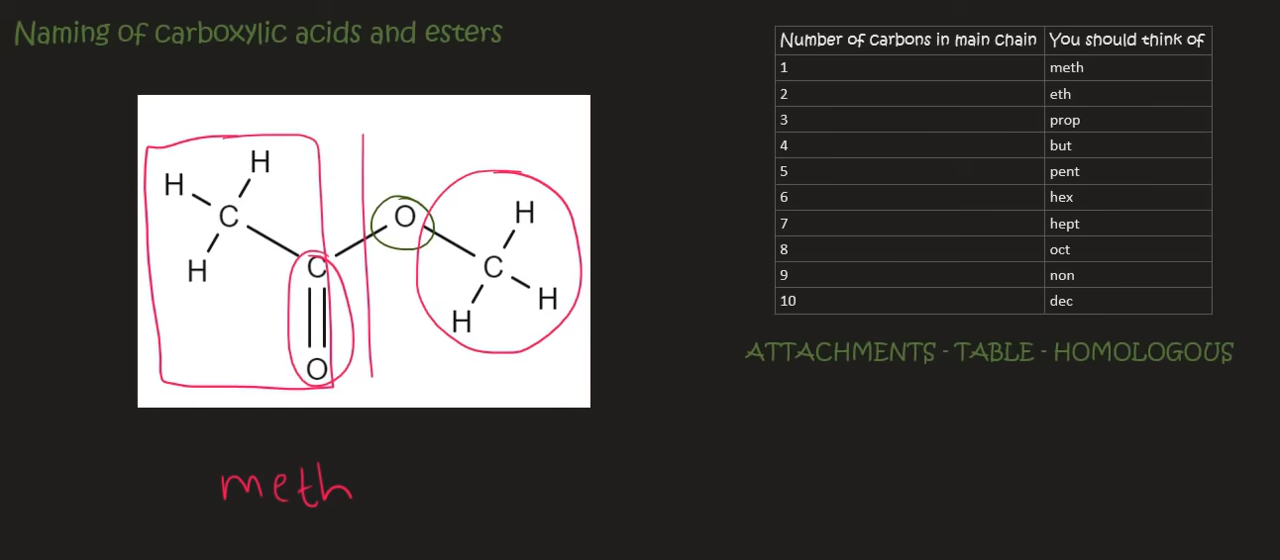 Naming of carboxylic acids and esters
H
H
C
H
C
O
O
H
C
H
H
meth
Number of carbons in main chain You should think of
1 meth
2 eth
3 prop
4 but
5 pent
6 hex
7 hept
8 oct
9 non
10 dec
ATTACHMENTS - TABLE - HOMOLOGOUS